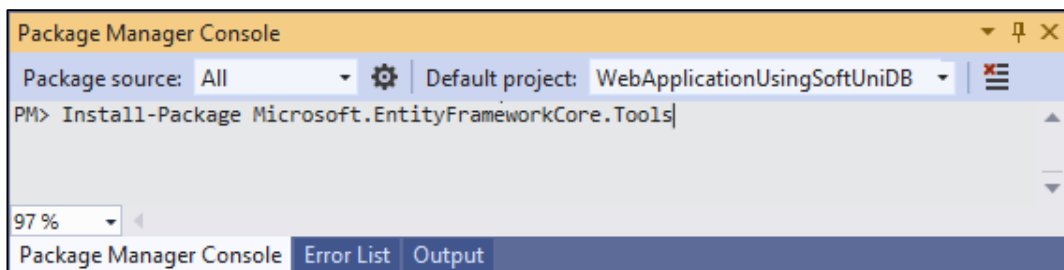 Package Manager Console
Package source: All Default project: WebApplicationUsingSoftUniDB
PM> Install-Package Microsoft.EntityFrameworkCore.Tools
97 %
Package Manager Console Error List Output